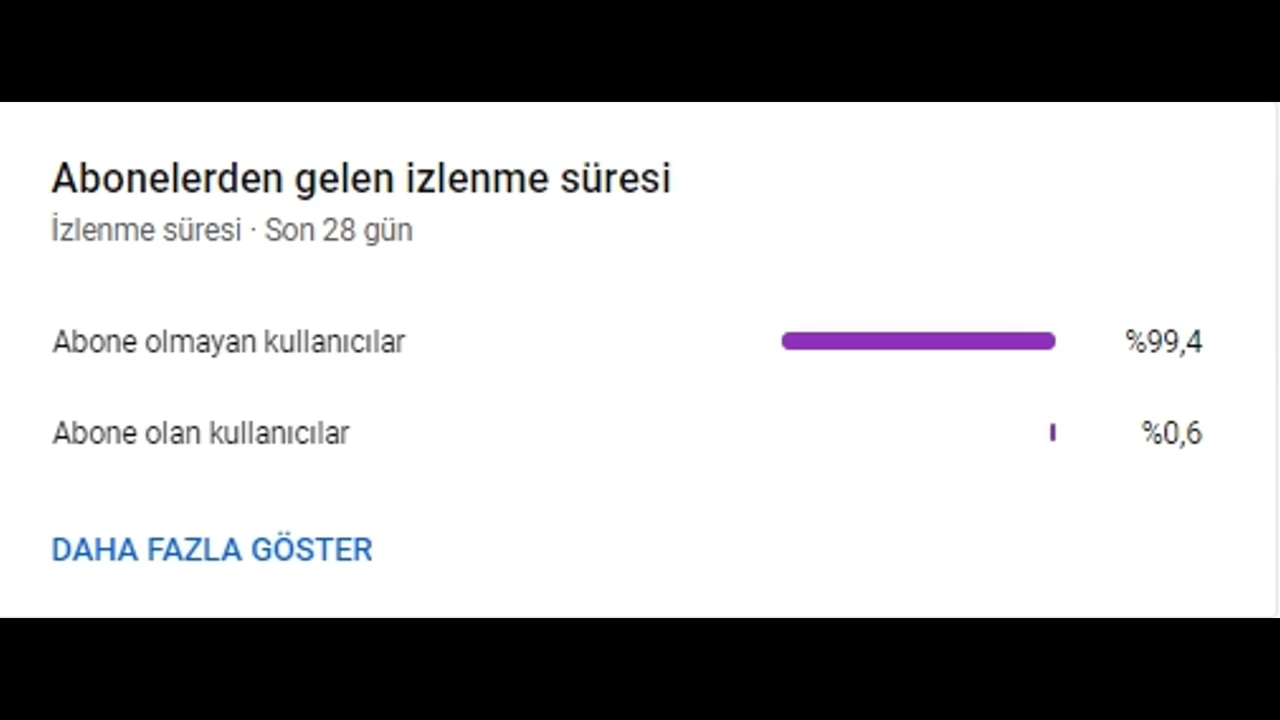 Abonelerden gelen izlenme süresi
İzlenme süresi · Son 28 gün
Abone olmayan kullanıcılar %99,4
Abone olan kullanıcılar %0,6
DAHA FAZLA GÖSTER